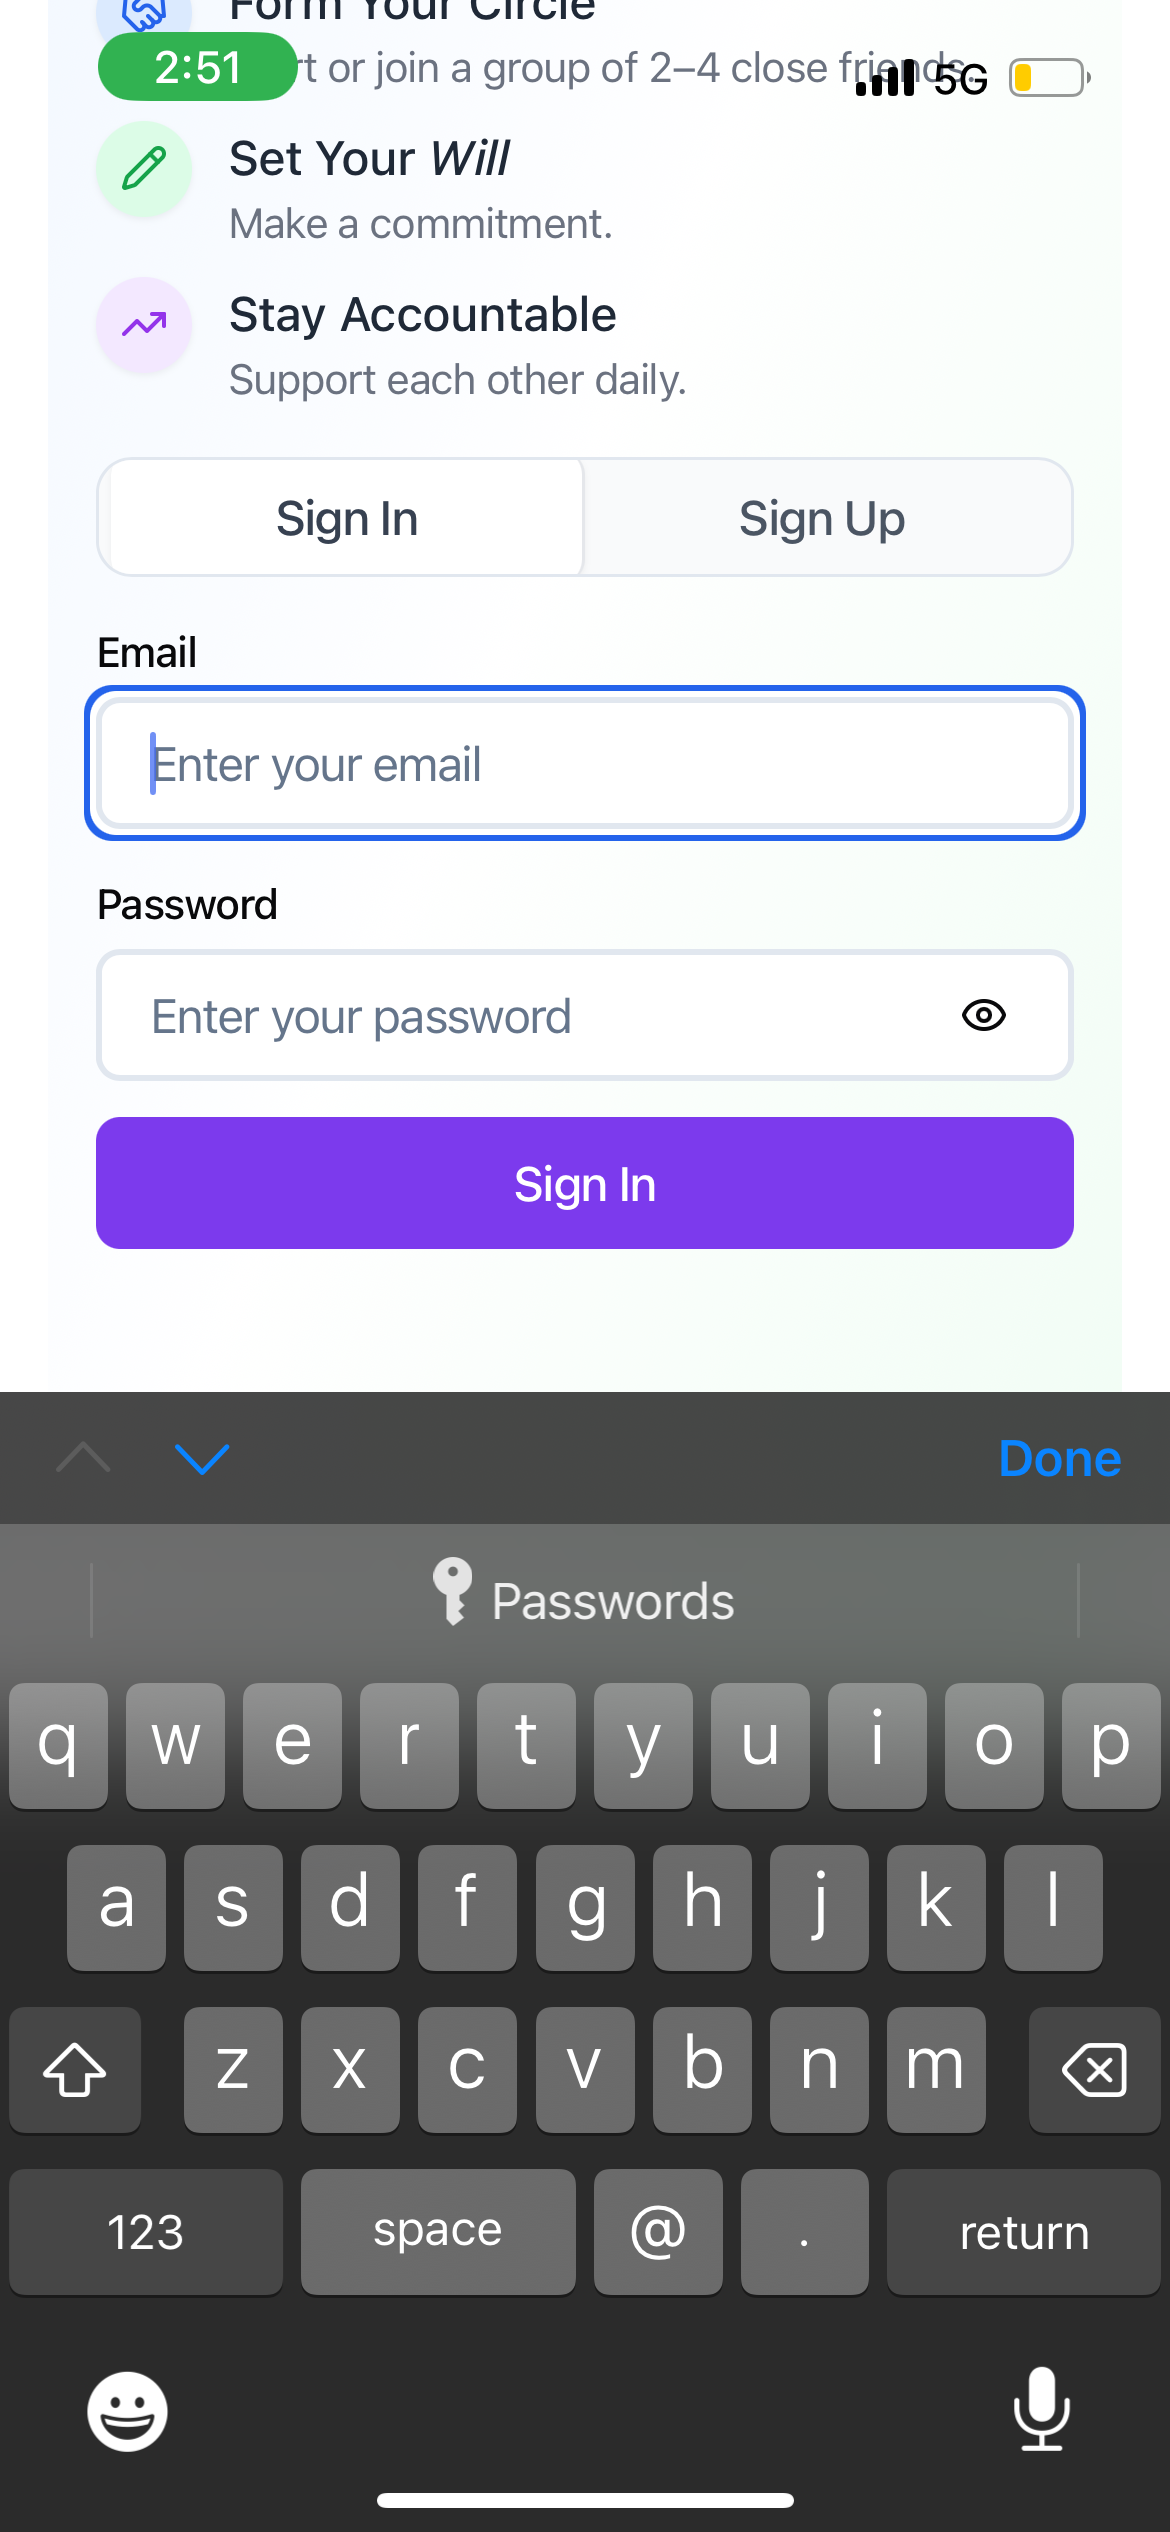 Form Your Circle
2:51
rt or join a group of 2–4 close friends.
5G
Set Your Will
Make a commitment.
Stay Accountable
Support each other daily.
Sign In
Sign Up
Email
Enter your email
Password
Enter your password
Sign In
Done
Passwords
q w e r t y u i o p
a s d f g h j k l
z x c v b n m
123 space @ . return